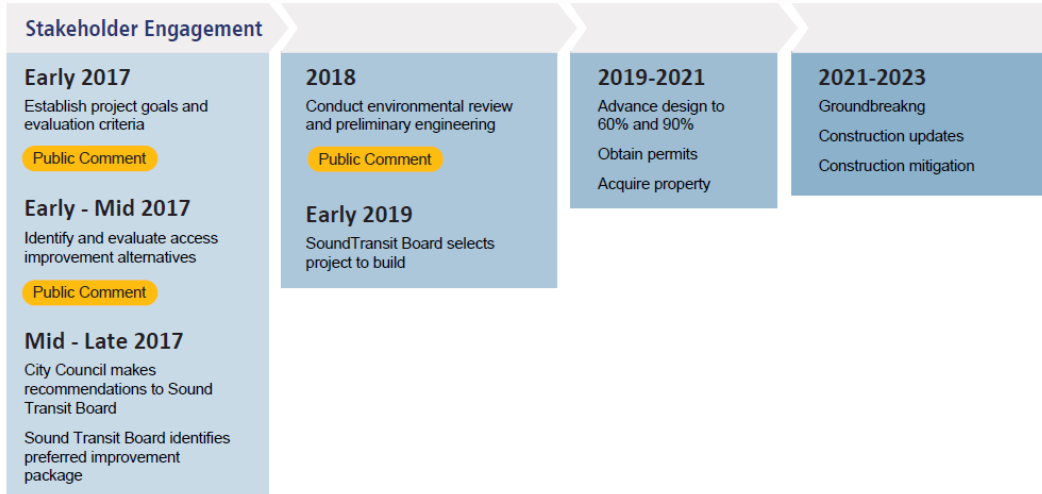 Stakeholder Engagement
Early 2017
Establish project goals and
evaluation criteria
Public Comment
Early - Mid 2017
Identify and evaluate access
improvement alternatives
Public Comment
Mid - Late 2017
City Council makes
recommendations to Sound
Transit Board
Sound Transit Board identifies
preferred improvement
package
2018
Conduct environmental review
and preliminary engineering
Public Comment
Early 2019
SoundTransit Board selects
project to build
2019-2021
Advance design to
60% and 90%
Obtain permits
Acquire property
2021-2023
Groundbreakng
Construction updates
Construction mitigation